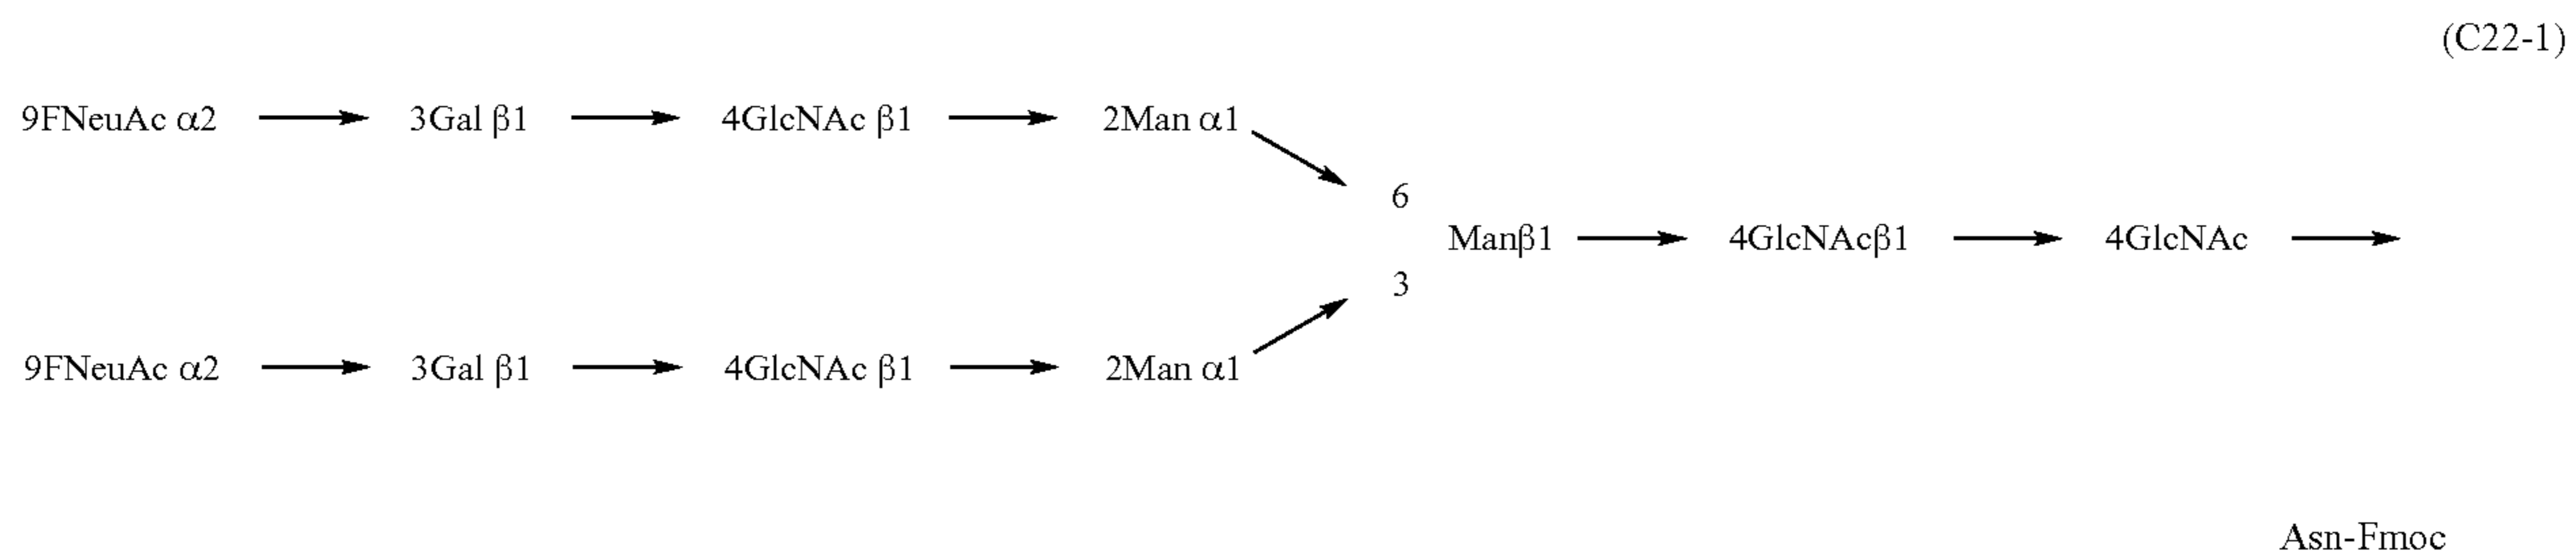 (C22-1)
9FNeuAc α2 → 3Gal β1 → 4GlcNAc β1 → 2Man α1
6
Manβ1 → 4GlcNAcβ1 → 4GlcNAc →
3
9FNeuAc α2 → 3Gal β1 → 4GlcNAc β1 → 2Man α1
Asn-Fmoc